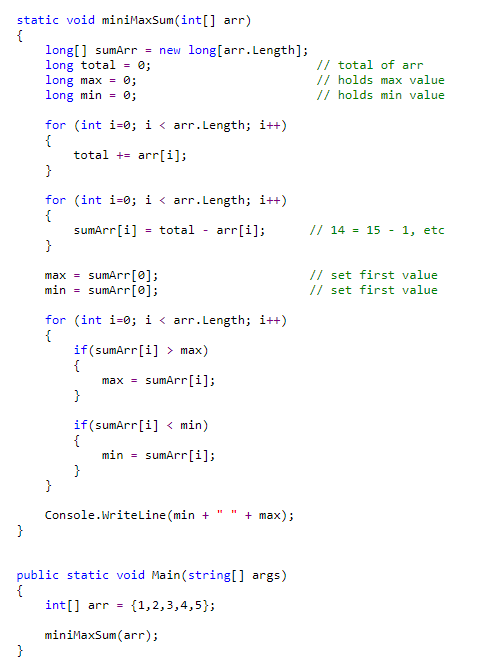 static void miniMaxSum(int[] arr)
{
    long[] sumArr = new long[arr.Length];
    long total = 0;                       // total of arr
    long max = 0;                         // holds max value
    long min = 0;                         // holds min value

    for (int i=0; i < arr.Length; i++)
    {
        total += arr[i];
    }

    for (int i=0; i < arr.Length; i++)
    {
        sumArr[i] = total - arr[i];      // 14 = 15 - 1, etc
    }

    max = sumArr[0];                     // set first value
    min = sumArr[0];                     // set first value

    for (int i=0; i < arr.Length; i++)
    {
        if(sumArr[i] > max)
        {
            max = sumArr[i];
        }

        if(sumArr[i] < min)
        {
            min = sumArr[i];
        }
    }

    Console.WriteLine(min + " " + max);
}


public static void Main(string[] args)
{
    int[] arr = {1,2,3,4,5};

    miniMaxSum(arr);
}